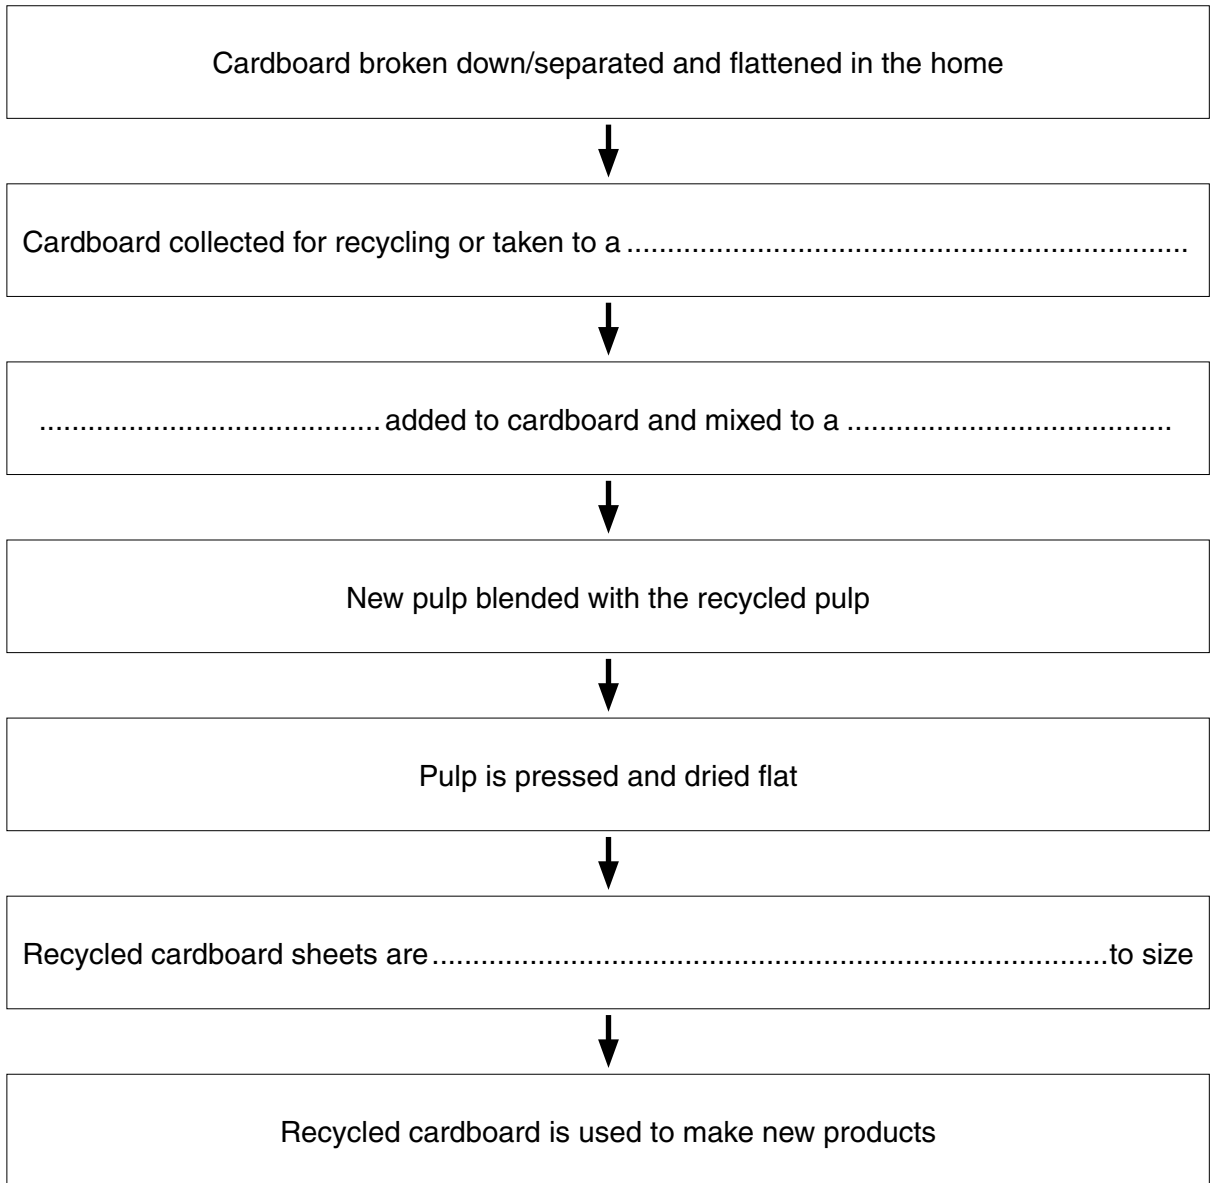 Cardboard broken down/separated and flattened in the home
Cardboard collected for recycling or taken to a ......................................................................
.......................................... added to cardboard and mixed to a ........................................
New pulp blended with the recycled pulp
Pulp is pressed and dried flat
Recycled cardboard sheets are....................................................................................to size
Recycled cardboard is used to make new products